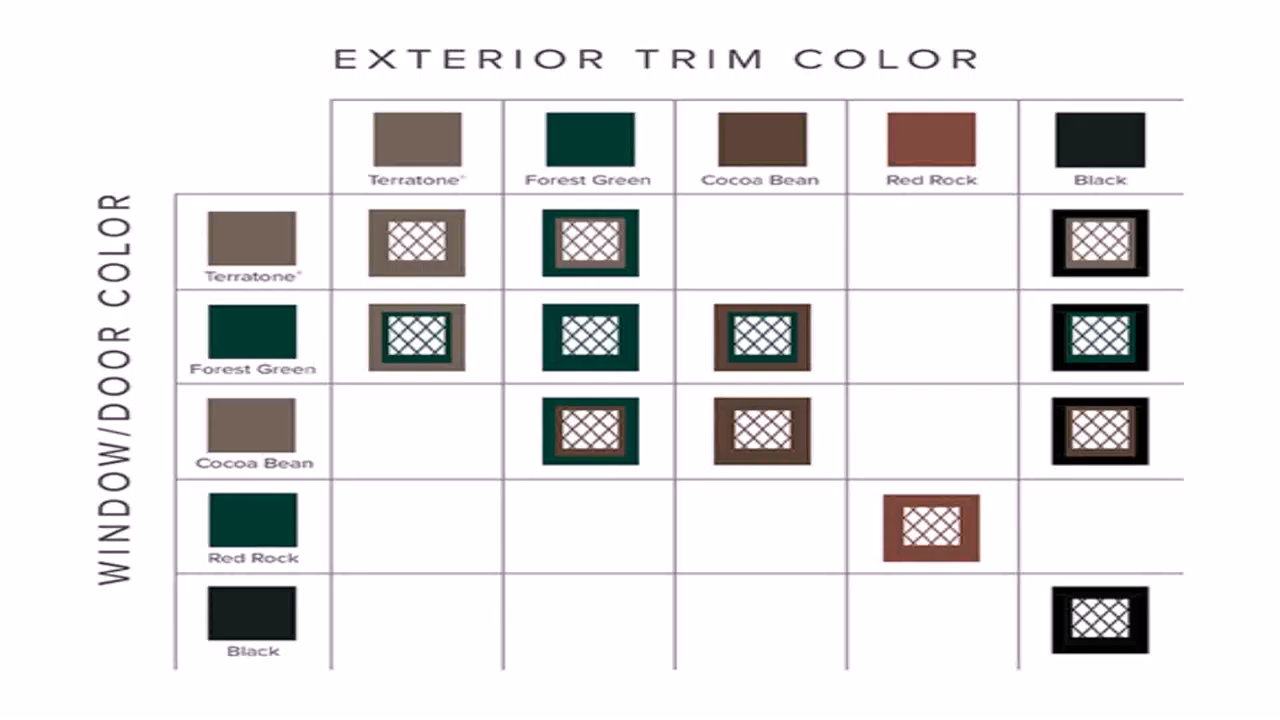 EXTERIOR TRIM COLOR
Terratone® Forest Green Cocoa Bean Red Rock Black
WINDOW/DOOR COLOR
Terratone®
Forest Green
Cocoa Bean
Red Rock
Black